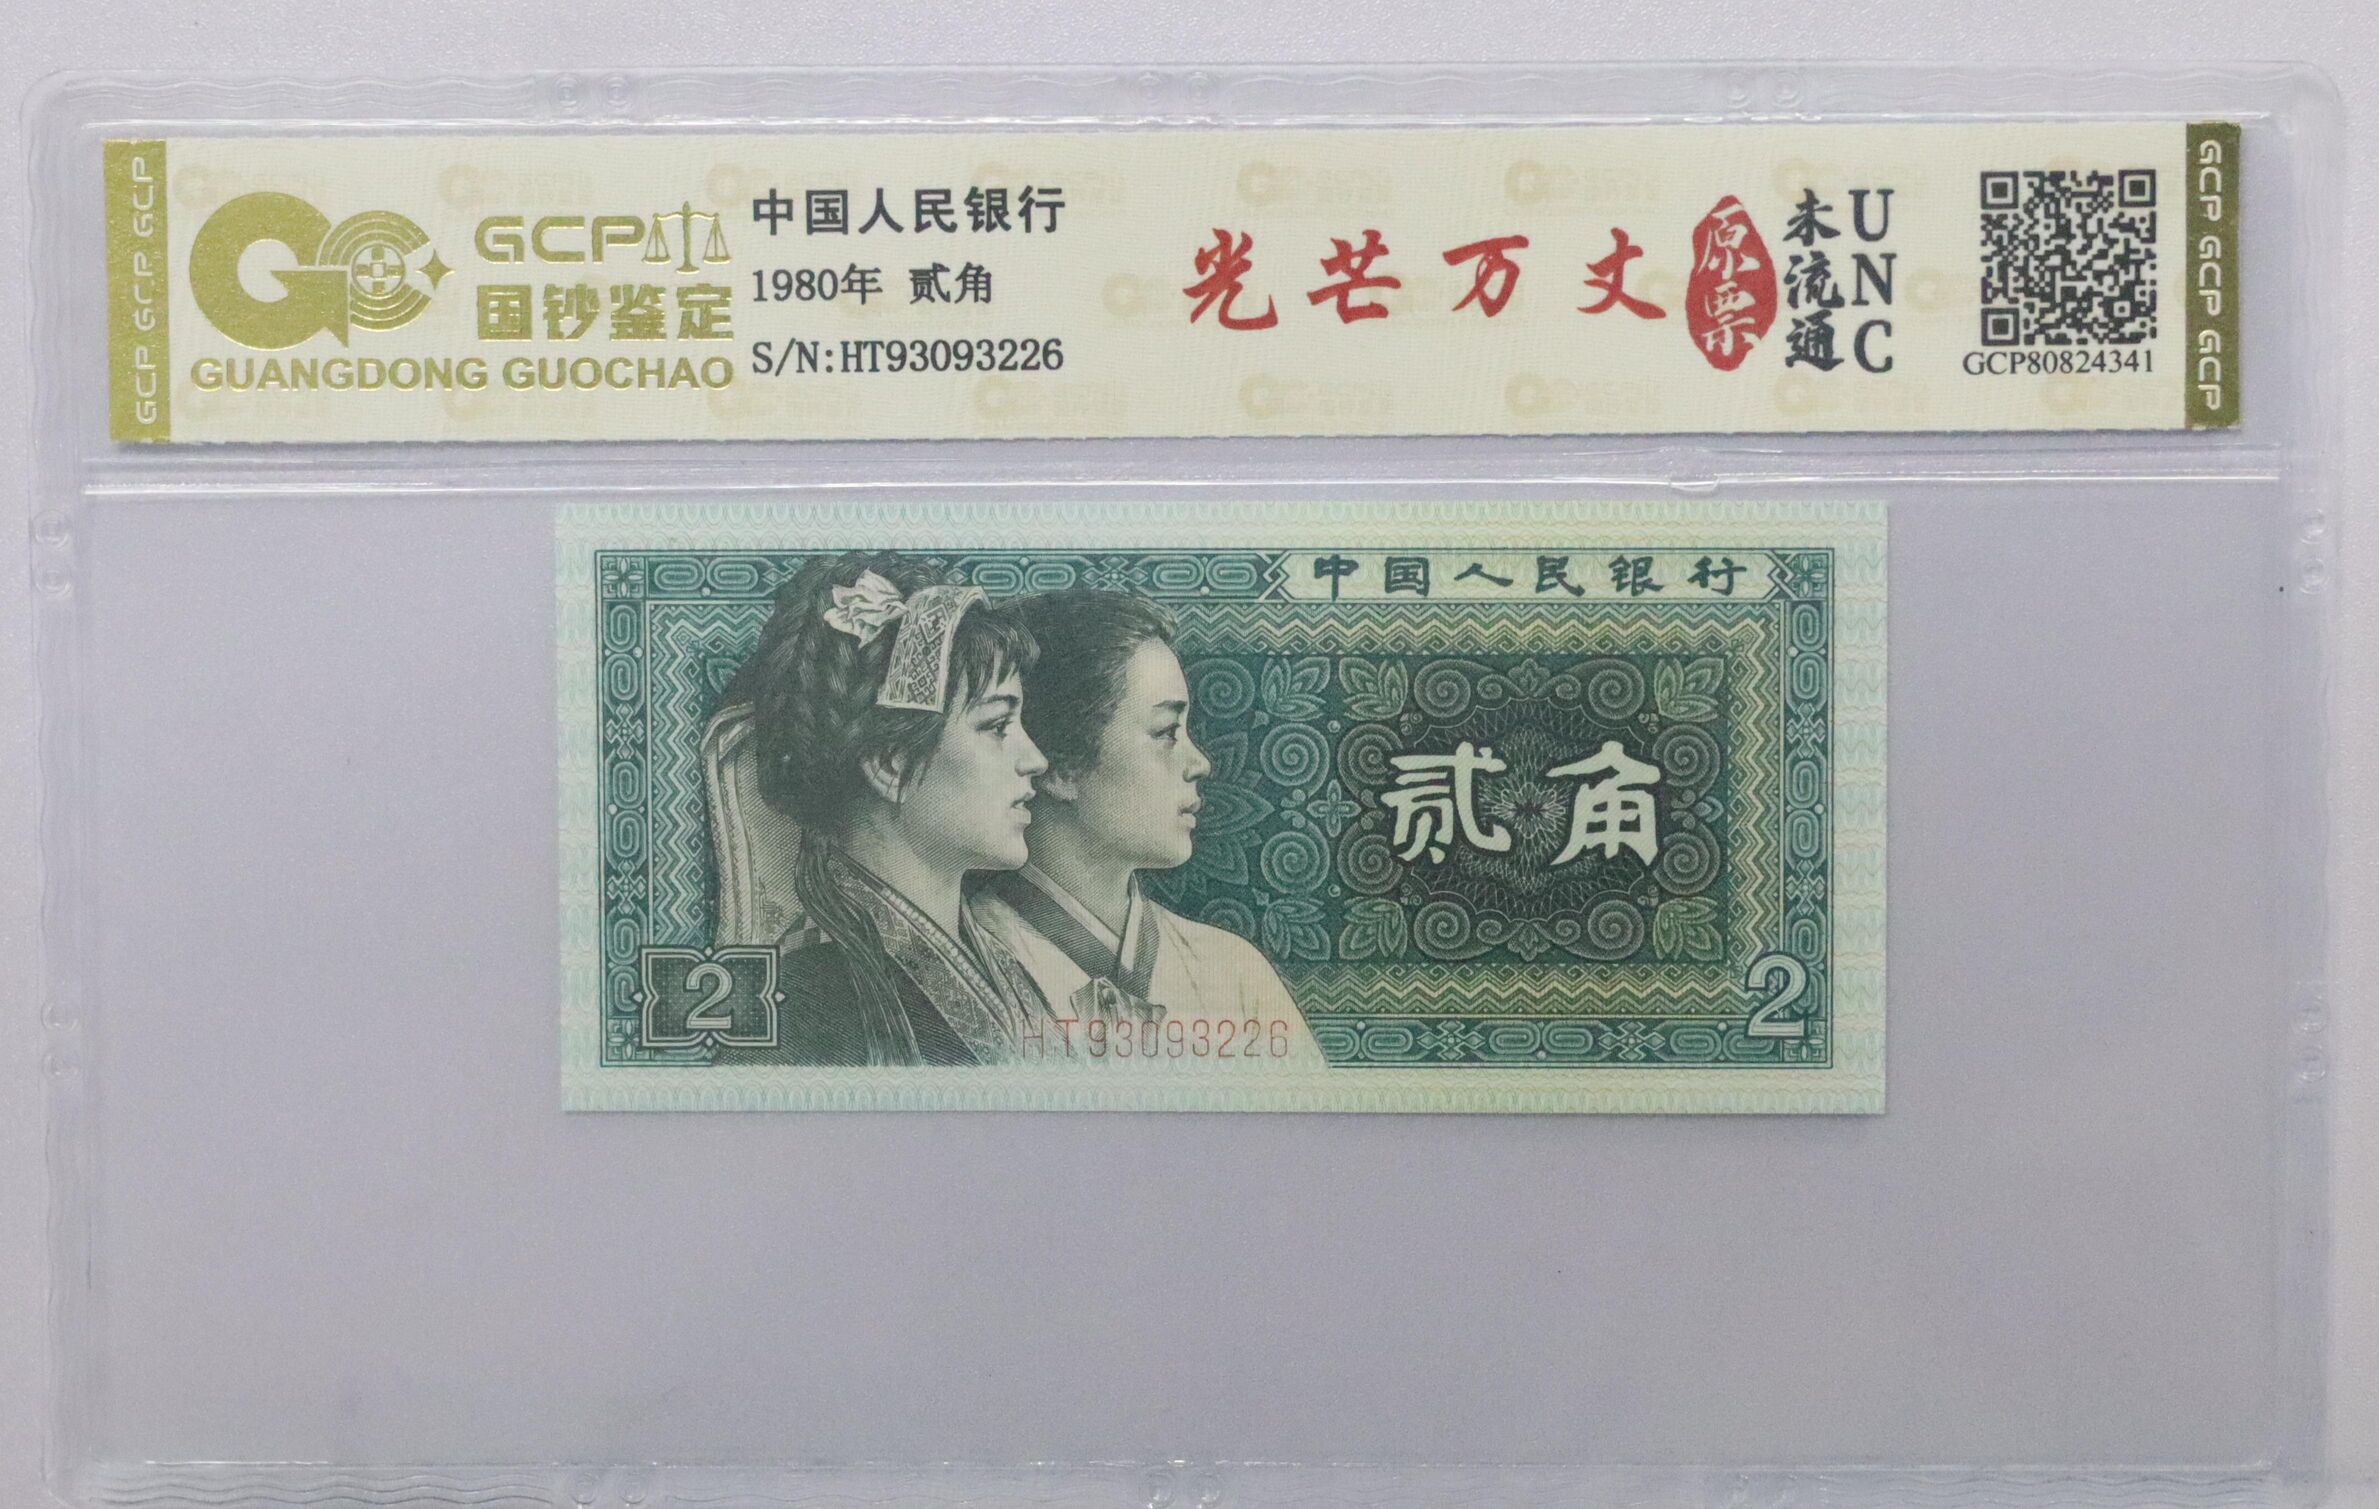 GCP GCP GCP
GCP
国钞鉴定
GUANGDONG GUOCHAO
中国人民银行
1980年 贰角
S/N:HT93093226
光芒万丈
原票
未流通
UNC
GCP80824341
GCP GCP GCP
中国人民银行
贰角
2
2
HT93093226